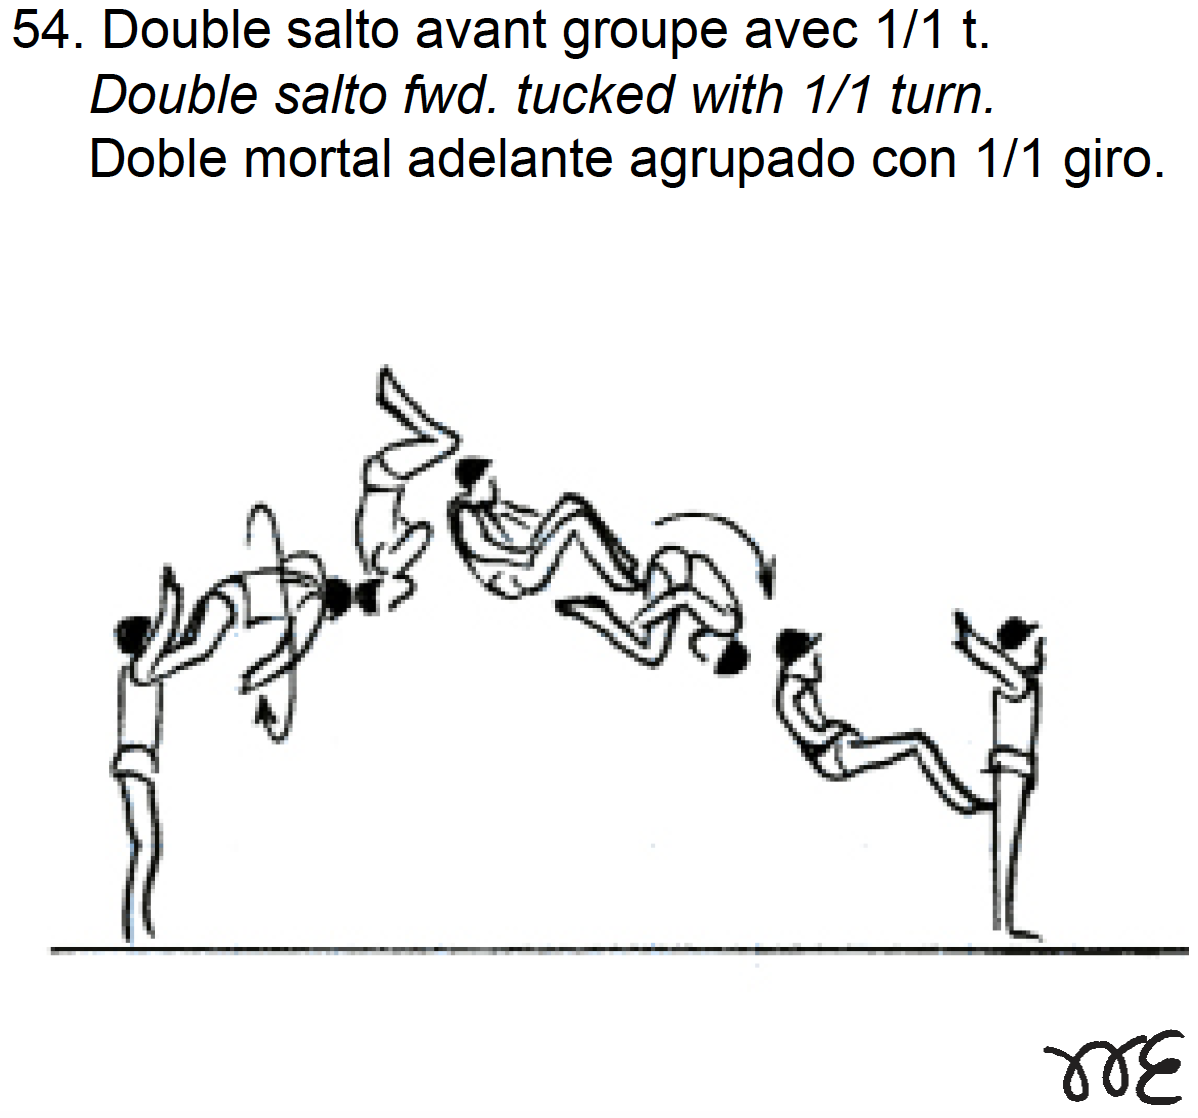 54. Double salto avant groupe avec 1/1 t.
Double salto fwd. tucked with 1/1 turn.
Doble mortal adelante agrupado con 1/1 giro.